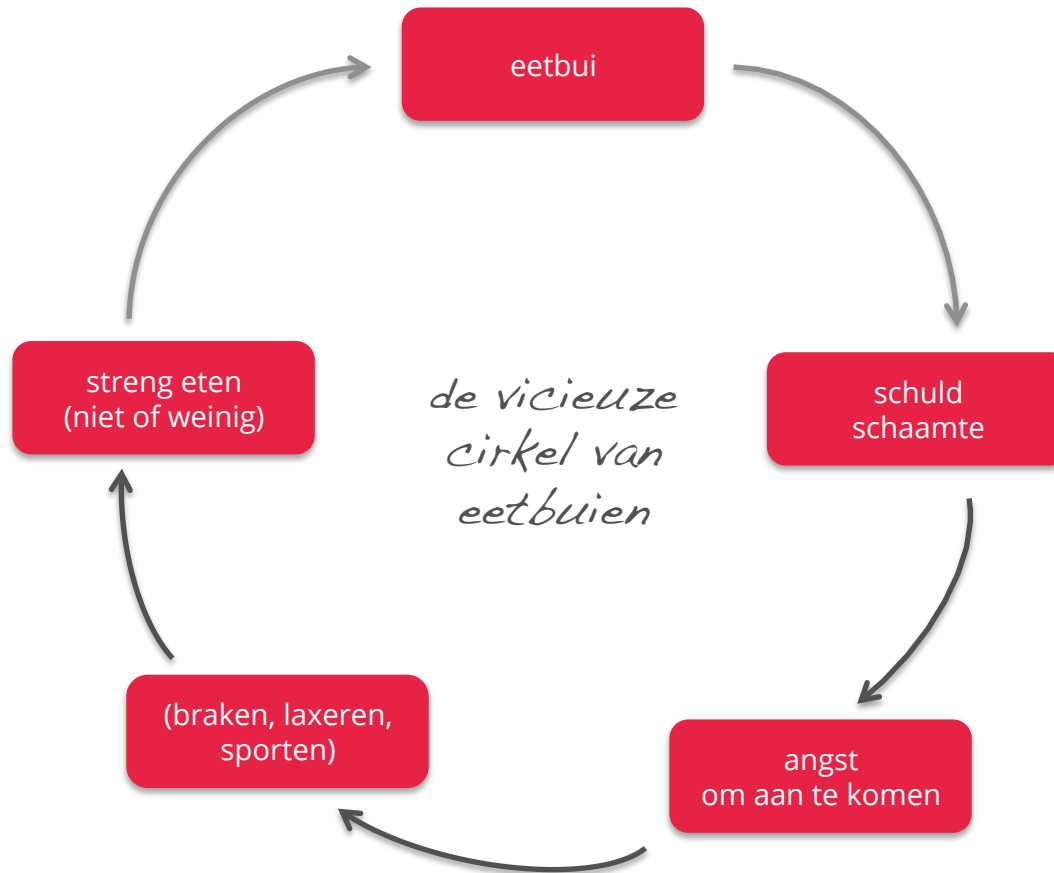 eetbui
schuld
schaamte
angst
om aan te komen
(braken, laxeren,
sporten)
streng eten
(niet of weinig)
de vicieuze
cirkel van
eetbuien